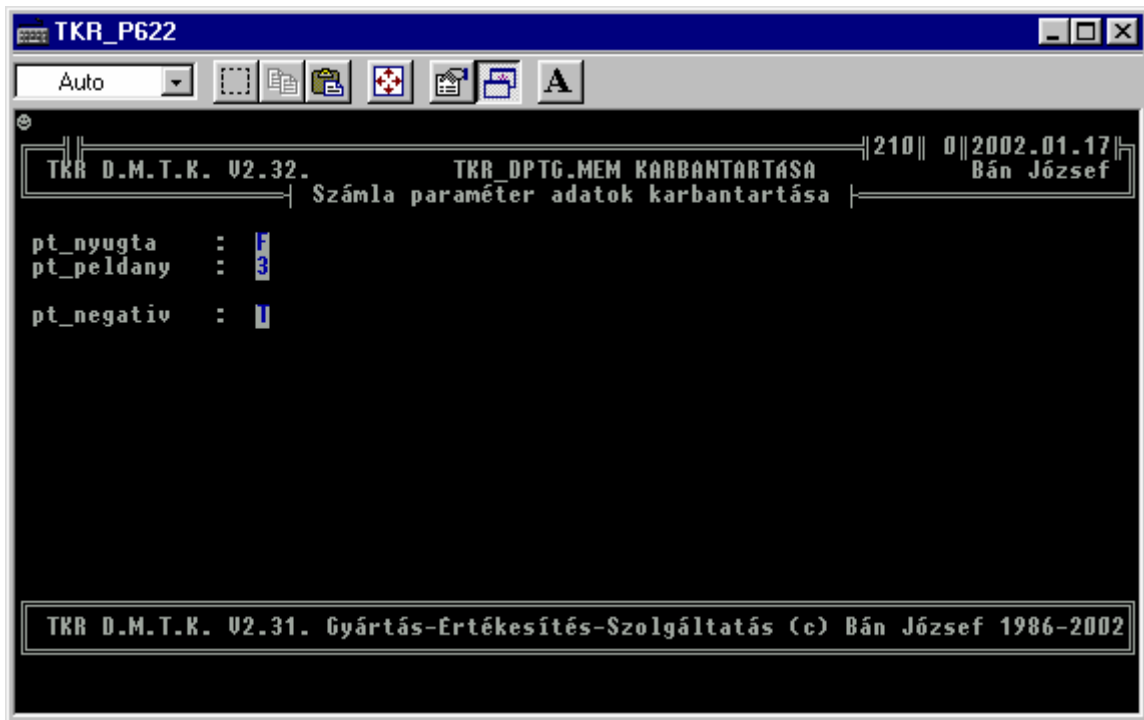 TKR_P622
Auto
A
210 0 2002.01.17
TKR D.M.T.K. V2.32. TKR_DPTG.MEM KARBANTARTáSA Bán József
Számla paraméter adatok karbantartása
pt_nyugta : F
pt_peldany : 3
pt_negativ : T
TKR D.M.T.K. V2.31. Gyártás-Értékesítés-Szolgáltatás (c) Bán József 1986-2002